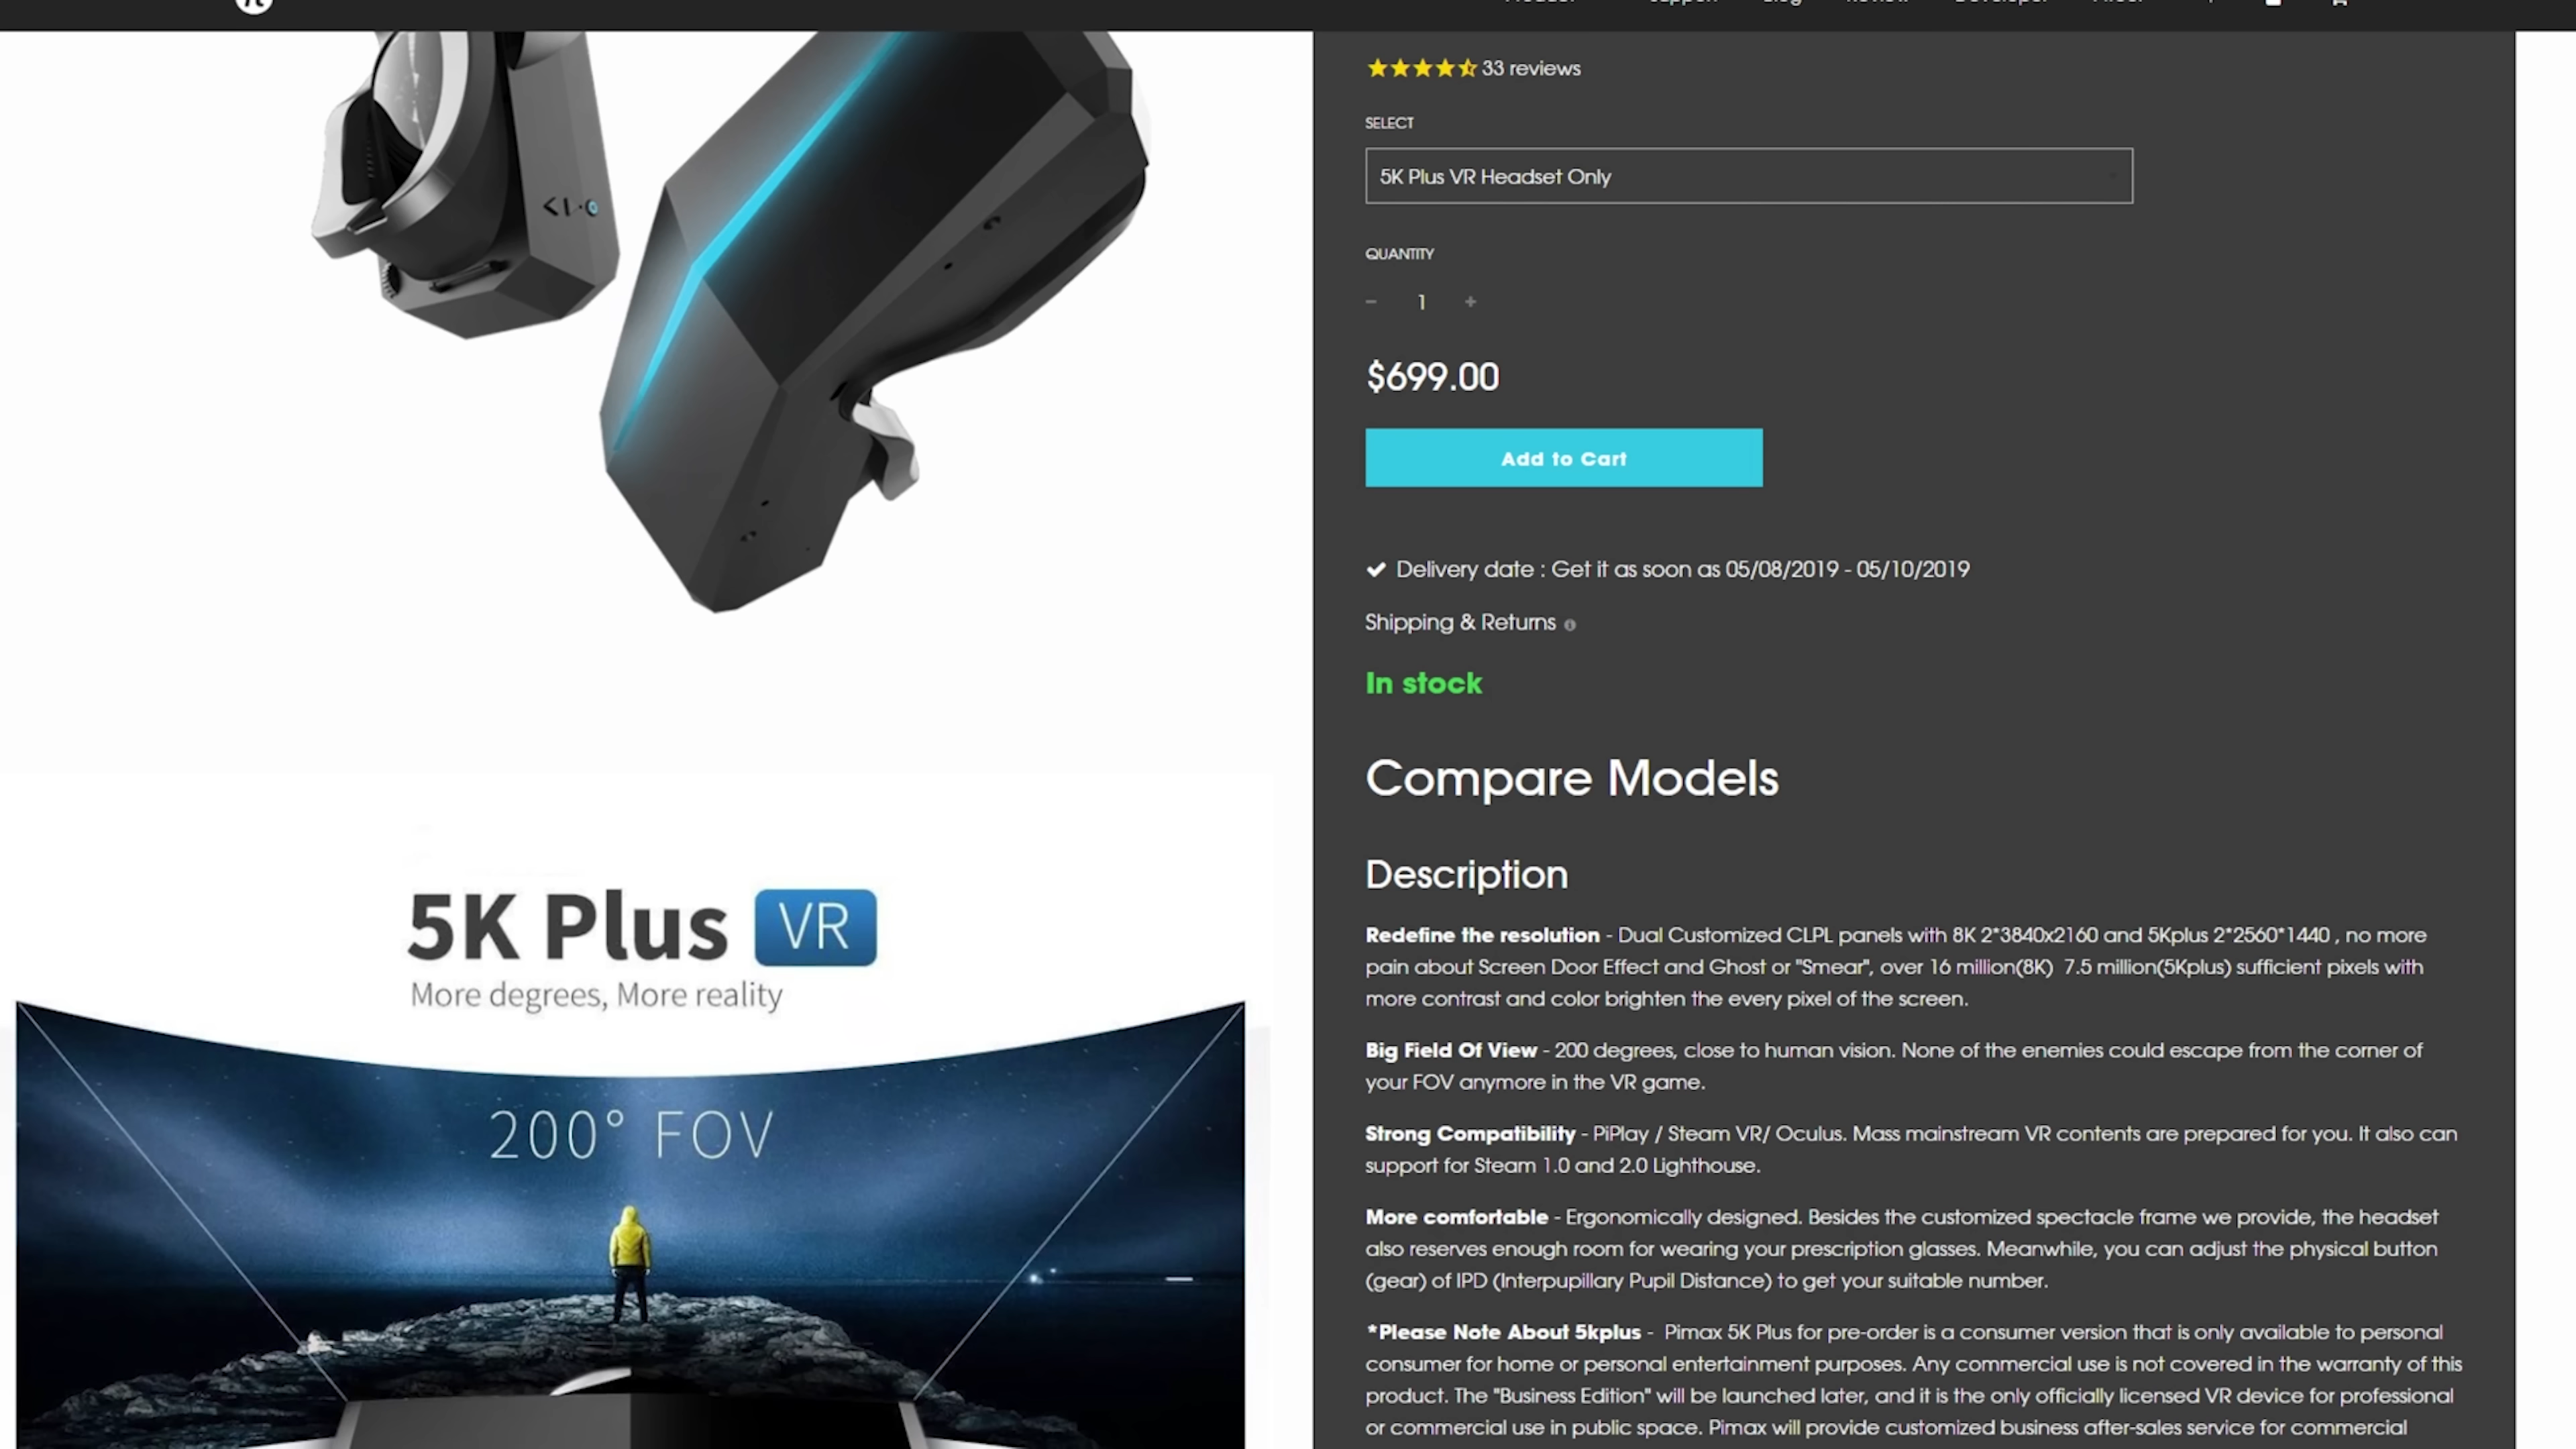 33 reviews
SELECT
5K Plus VR Headset Only
QUANTITY
− 1 +
$699.00
Add to Cart
Delivery date : Get it as soon as 05/08/2019 - 05/10/2019
Shipping & Returns
In stock
Compare Models
Description
Redefine the resolution - Dual Customized CLPL panels with 8K 2*3840x2160 and 5Kplus 2*2560*1440 , no more
pain about Screen Door Effect and Ghost or "Smear", over 16 million(8K)  7.5 million(5Kplus) sufficient pixels with
more contrast and color brighten the every pixel of the screen.
Big Field Of View - 200 degrees, close to human vision. None of the enemies could escape from the corner of
your FOV anymore in the VR game.
Strong Compatibility - PiPlay / Steam VR/ Oculus. Mass mainstream VR contents are prepared for you. It also can
support for Steam 1.0 and 2.0 Lighthouse.
More comfortable - Ergonomically designed. Besides the customized spectacle frame we provide, the headset
also reserves enough room for wearing your prescription glasses. Meanwhile, you can adjust the physical button
(gear) of IPD (Interpupillary Pupil Distance) to get your suitable number.
*Please Note About 5kplus -  Pimax 5K Plus for pre-order is a consumer version that is only available to personal
consumer for home or personal entertainment purposes. Any commercial use is not covered in the warranty of this
product. The "Business Edition" will be launched later, and it is the only officially licensed VR device for professional
or commercial use in public space. Pimax will provide customized business after-sales service for commercial
5K Plus VR
More degrees, More reality
200° FOV